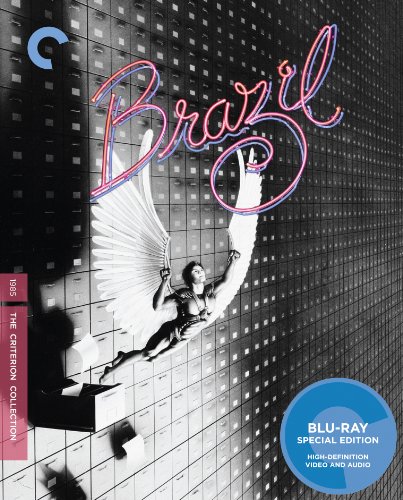 Brazil
1985
THE CRITERION COLLECTION
BLU-RAY
SPECIAL EDITION
HIGH-DEFINITION
VIDEO AND AUDIO